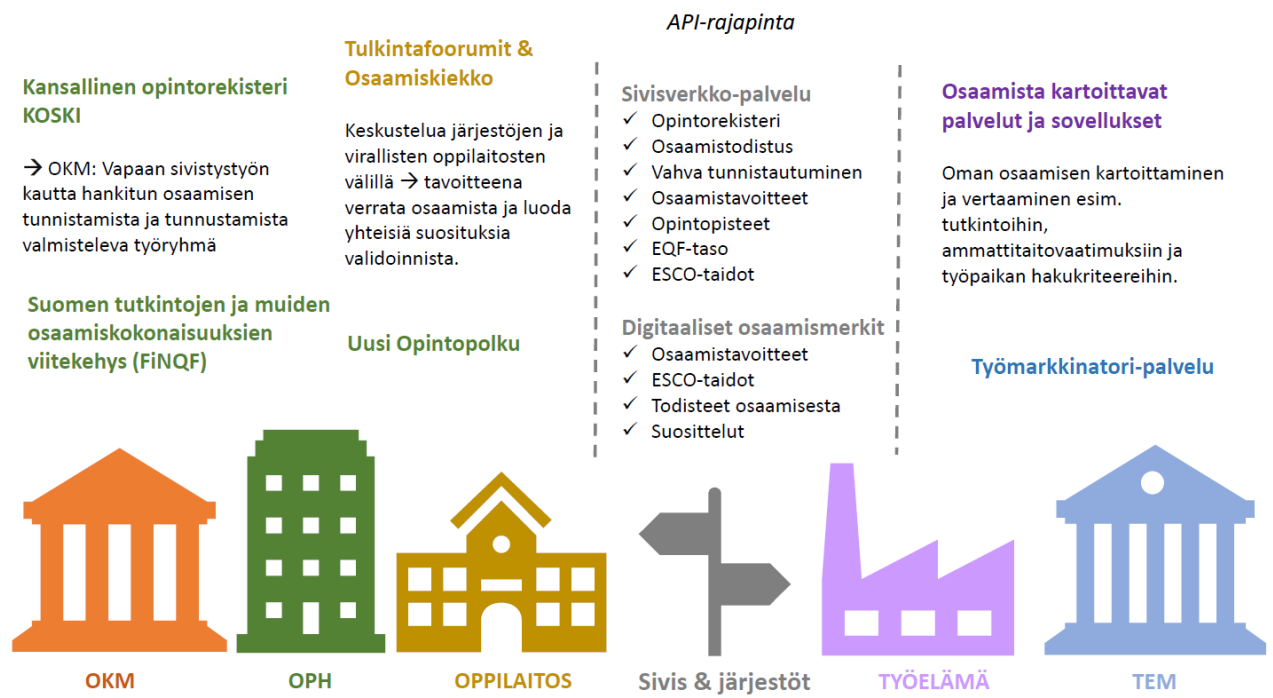 API-rajapinta
Kansallinen opintorekisteri
KOSKI
→ OKM: Vapaan sivistystyön
kautta hankitun osaamisen
tunnistamista ja tunnustamista
valmisteleva työryhmä
Suomen tutkintojen ja muiden
osaamiskokonaisuuksien
viitekehys (FiNQF)
Tulkintafoorumit &
Osaamiskiekko
Keskustelua järjestöjen ja
virallisten oppilaitosten
välillä → tavoitteena
verrata osaamista ja luoda
yhteisiä suosituksia
validoinnista.
Uusi Opintopolku
Sivisverkko-palvelu
✓ Opintorekisteri
✓ Osaamistodistus
✓ Vahva tunnistautuminen
✓ Osaamistavoitteet
✓ Opintopisteet
✓ EQF-taso
✓ ESCO-taidot
Digitaaliset osaamismerkit
✓ Osaamistavoitteet
✓ ESCO-taidot
✓ Todisteet osaamisesta
✓ Suosittelut
Osaamista kartoittavat
palvelut ja sovellukset
Oman osaamisen kartoittaminen
ja vertaaminen esim.
tutkintoihin,
ammattitaitovaatimuksiin ja
työpaikan hakukriteereihin.
Työmarkkinatori-palvelu
OKM
OPH
OPPILAITOS
Sivis & järjestöt
TYÖELÄMÄ
TEM